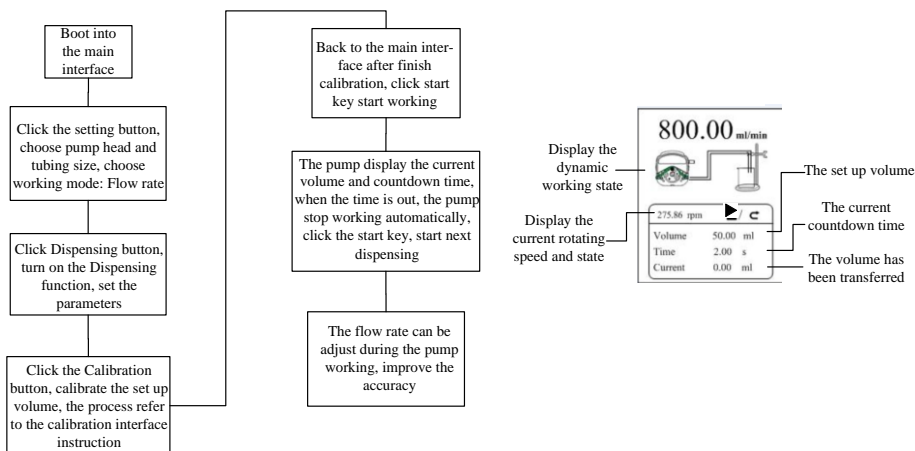 Boot into
the main
interface
Click the setting button,
choose pump head and
tubing size, choose
working mode: Flow rate
Click Dispensing button,
turn on the Dispensing
function, set the
parameters
Click the Calibration
button, calibrate the set up
volume, the process refer
to the calibration interface
instruction
Back to the main inter-
face after finish
calibration, click start
key start working
The pump display the current
volume and countdown time,
when the time is out, the pump
stop working automatically,
click the start key, start next
dispensing
The flow rate can be
adjust during the pump
working, improve the
accuracy
Display the
dynamic
working state
Display the
current rotating
speed and state
800.00 ml/min
275.86 rpm /
Volume 50.00 ml
Time 2.00 s
Current 0.00 ml
The set up volume
The current
countdown time
The volume has
been transferred